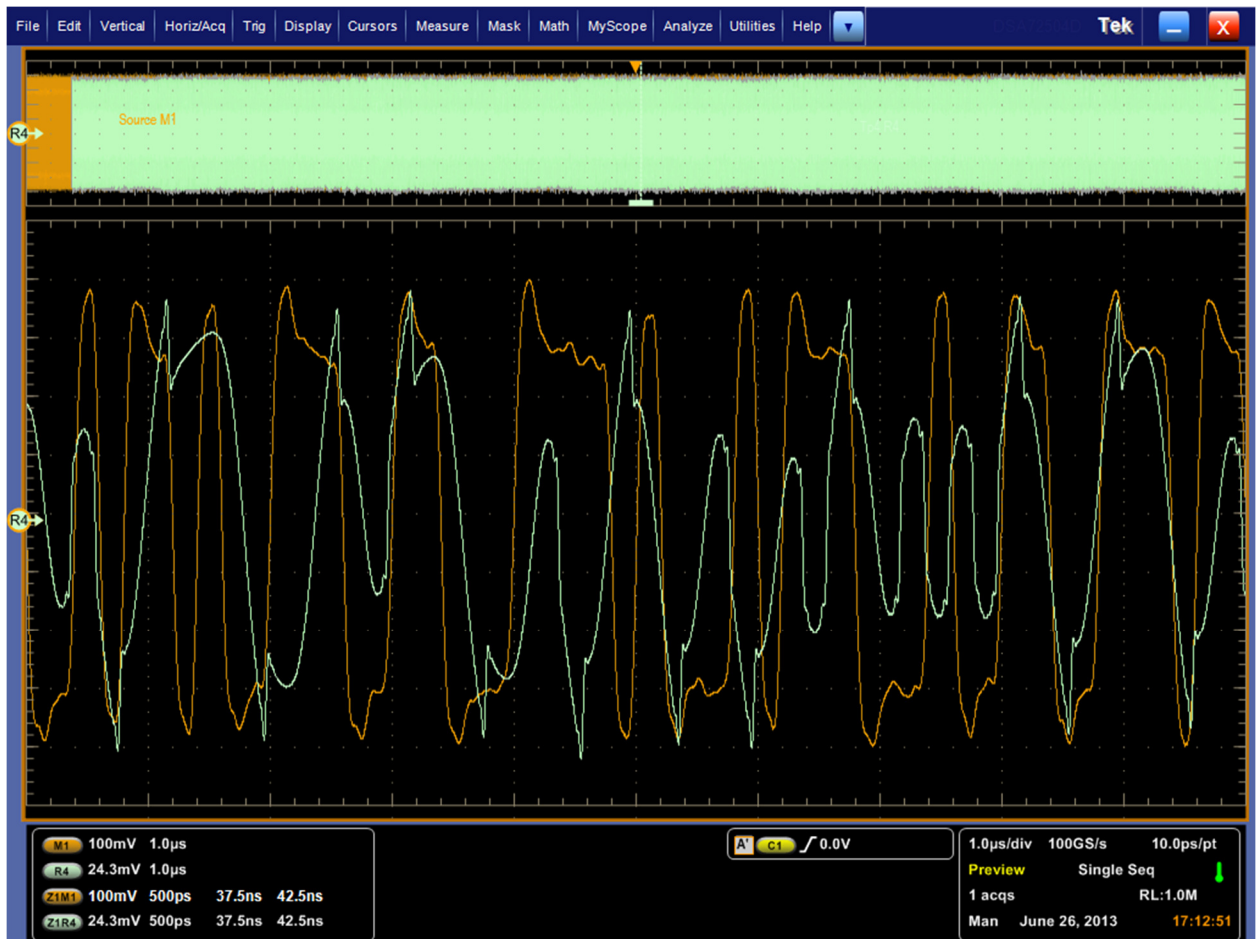 File Edit Vertical Horiz/Acq Trig Display Cursors Measure Mask Math MyScope Analyze Utilities Help Tek X
Source M1
R4
R4
M1 100mV 1.0µs
R4 24.3mV 1.0µs
Z1M1 100mV 500ps 37.5ns 42.5ns
Z1R4 24.3mV 500ps 37.5ns 42.5ns
A' C1 0.0V
1.0µs/div 100GS/s 10.0ps/pt
Preview Single Seq
1 acqs RL:1.0M
Man June 26, 2013 17:12:51